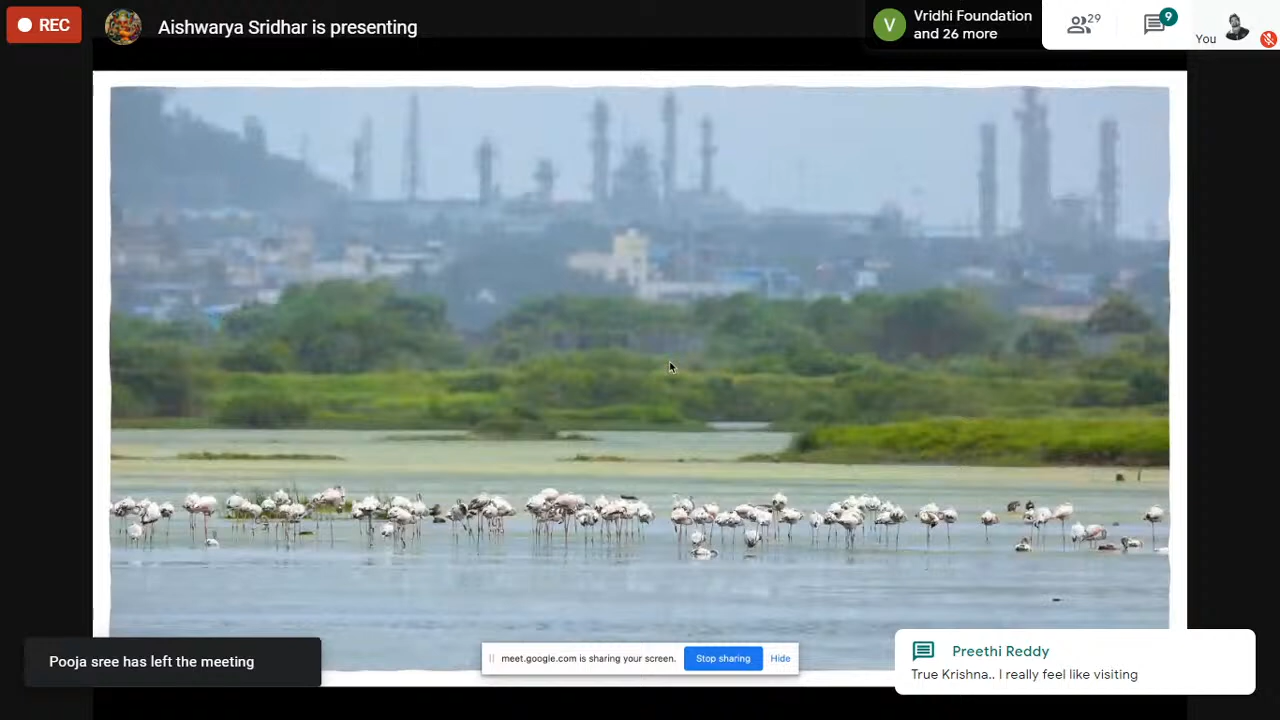 REC
Aishwarya Sridhar is presenting
V
Vridhi Foundation
and 26 more
29
9
You
Pooja sree has left the meeting
meet.google.com is sharing your screen.
Stop sharing
Hide
Preethi Reddy
True Krishna.. I really feel like visiting